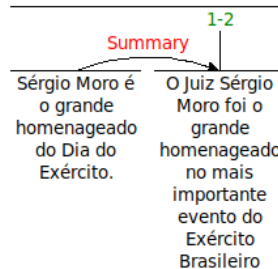 1-2
Summary
Sérgio Moro é
o grande
homenageado
do Dia do
Exército.
O Juiz Sérgio
Moro foi o
grande
homenageado
no mais
importante
evento do
Exército
Brasileiro